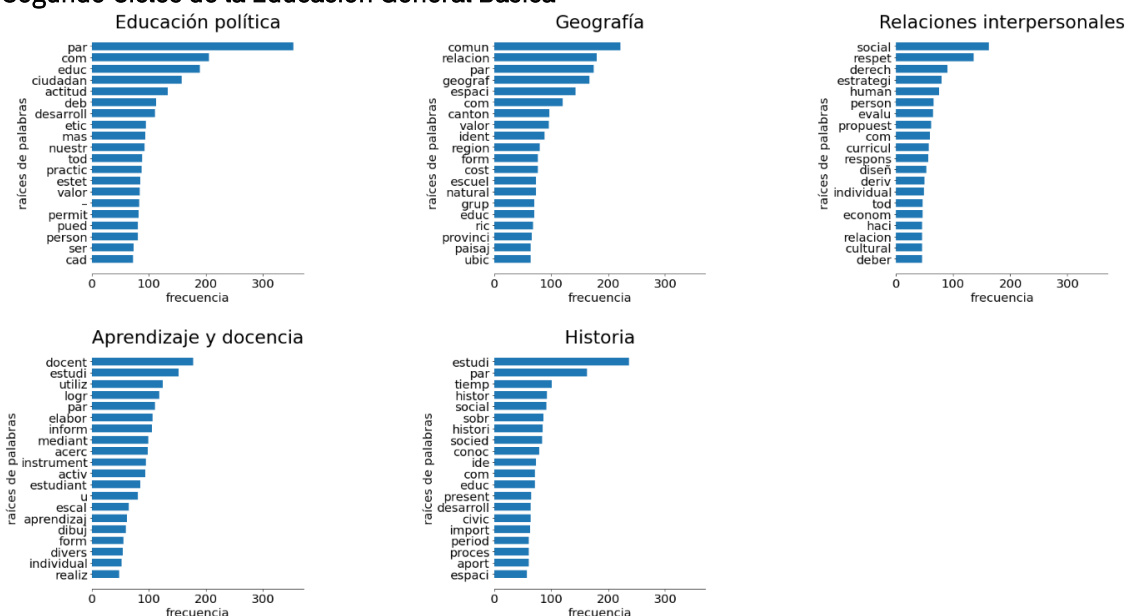 Segundo Ciclos de la Educación General Básica
Educación política
par
com
educ
ciudadan
actitud
deb
desarroll
etic
mas
nuestr
tod
practic
estet
valor
–
permit
pued
person
ser
cad
raíces de palabras
0 100 200 300
frecuencia
Geografía
comun
relacion
par
geograf
espaci
com
canton
valor
ident
region
form
cost
escuel
natural
grup
educ
ric
provinci
paisaj
ubic
raíces de palabras
0 100 200 300
frecuencia
Relaciones interpersonales
social
respet
derech
estrategi
human
person
evalu
propuest
com
curricul
respons
diseñ
deriv
individual
tod
econom
haci
relacion
cultural
deber
raíces de palabras
0 100 200 300
frecuencia
Aprendizaje y docencia
docent
estudi
utiliz
logr
par
elabor
inform
mediant
acerc
instrument
activ
estudiant
u
escal
aprendizaj
dibuj
form
divers
individual
realiz
raíces de palabras
0 100 200 300
frecuencia
Historia
estudi
par
tiemp
histor
social
sobr
histori
socied
conoc
ide
com
educ
present
desarroll
civic
import
period
proces
aport
espaci
raíces de palabras
0 100 200 300
frecuencia